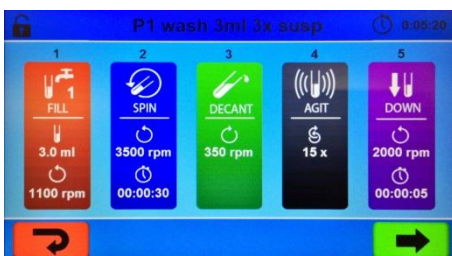 P1 wash 3ml 3x susp
0:05:20
1 2 3 4 5
1
FILL SPIN DECANT AGIT DOWN
3.0 ml 3500 rpm 350 rpm 15 x 2000 rpm
1100 rpm 00:00:30 00:00:05